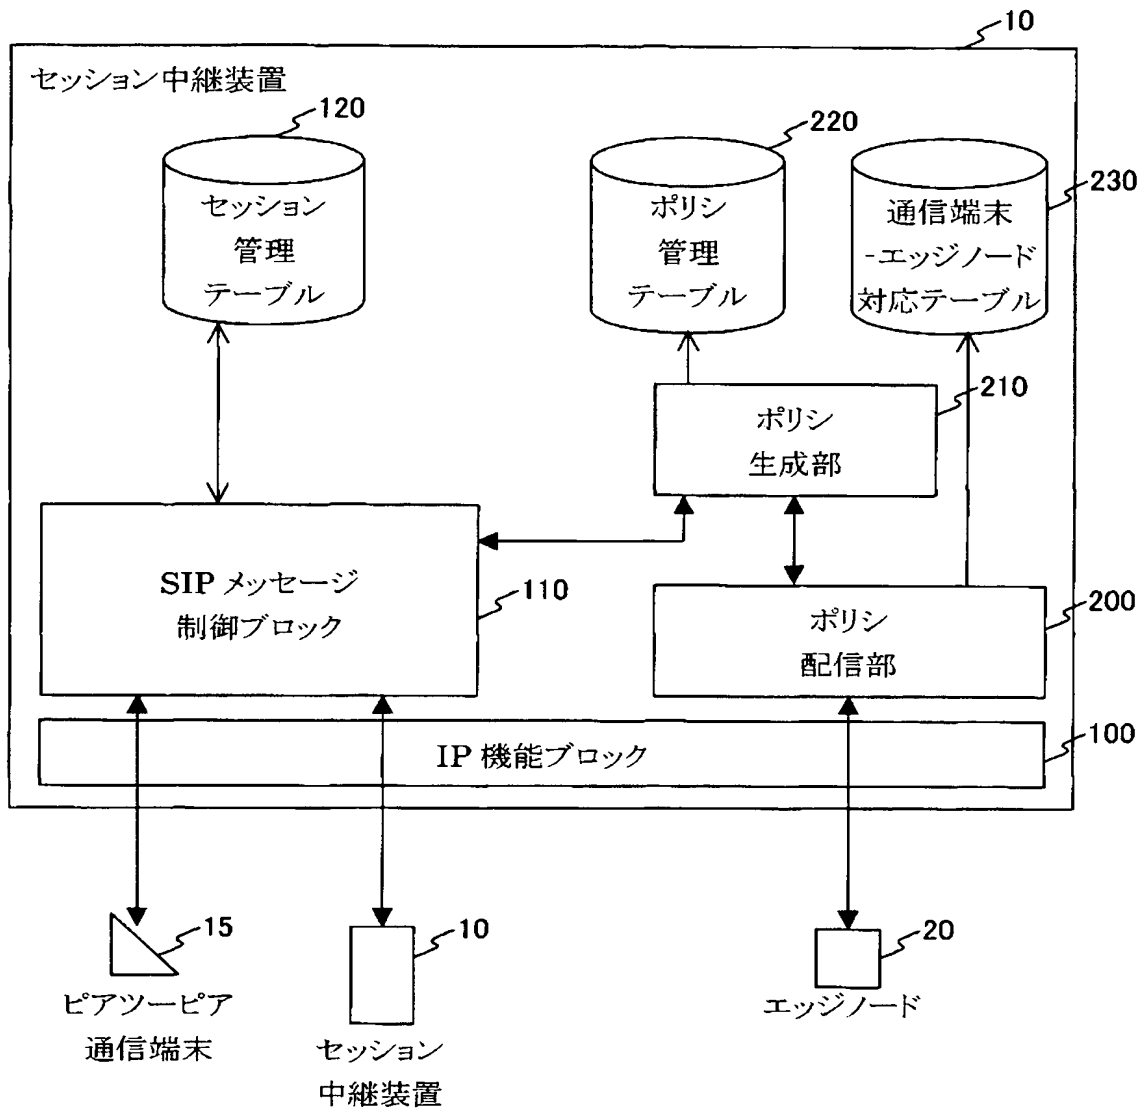 10
セッション中継装置
120
セッション
管理
テーブル
220
ポリシ
管理
テーブル
230
通信端末
-エッジノード
対応テーブル
210
ポリシ
生成部
SIP メッセージ
制御ブロック
110
ポリシ
配信部
200
IP 機能ブロック
100
15
ピアツーピア
通信端末
10
セッション
中継装置
20
エッジノード